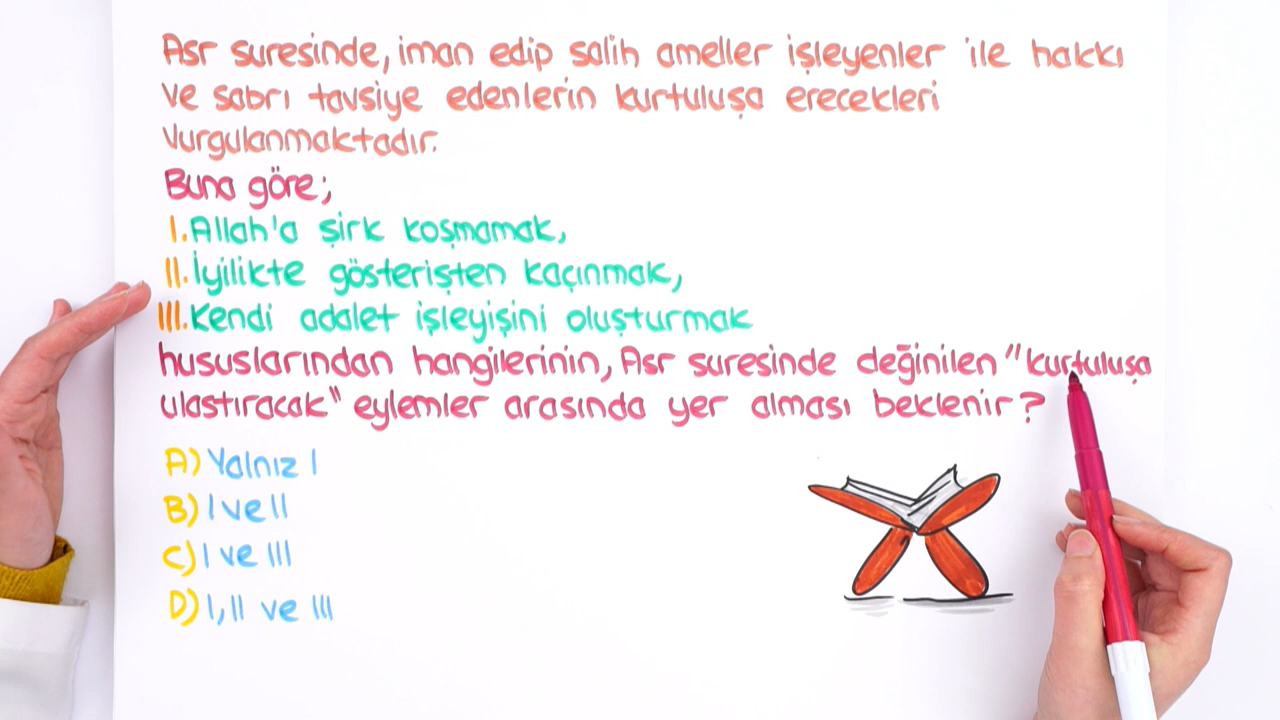 Asr suresinde, iman edip salih ameller işleyenler ile hakkı
ve sabrı tavsiye edenlerin kurtuluşa erecekleri
vurgulanmaktadır.
Buna göre;
I. Allah'a şirk koşmamak,
II. İyilikte gösterişten kaçınmak,
III. Kendi adalet işleyişini oluşturmak
hususlarından hangilerinin, Asr suresinde değinilen "kurtuluşa
ulaştıracak" eylemler arasında yer alması beklenir?
A) Yalnız I
B) I ve II
C) I ve III
D) I, II ve III